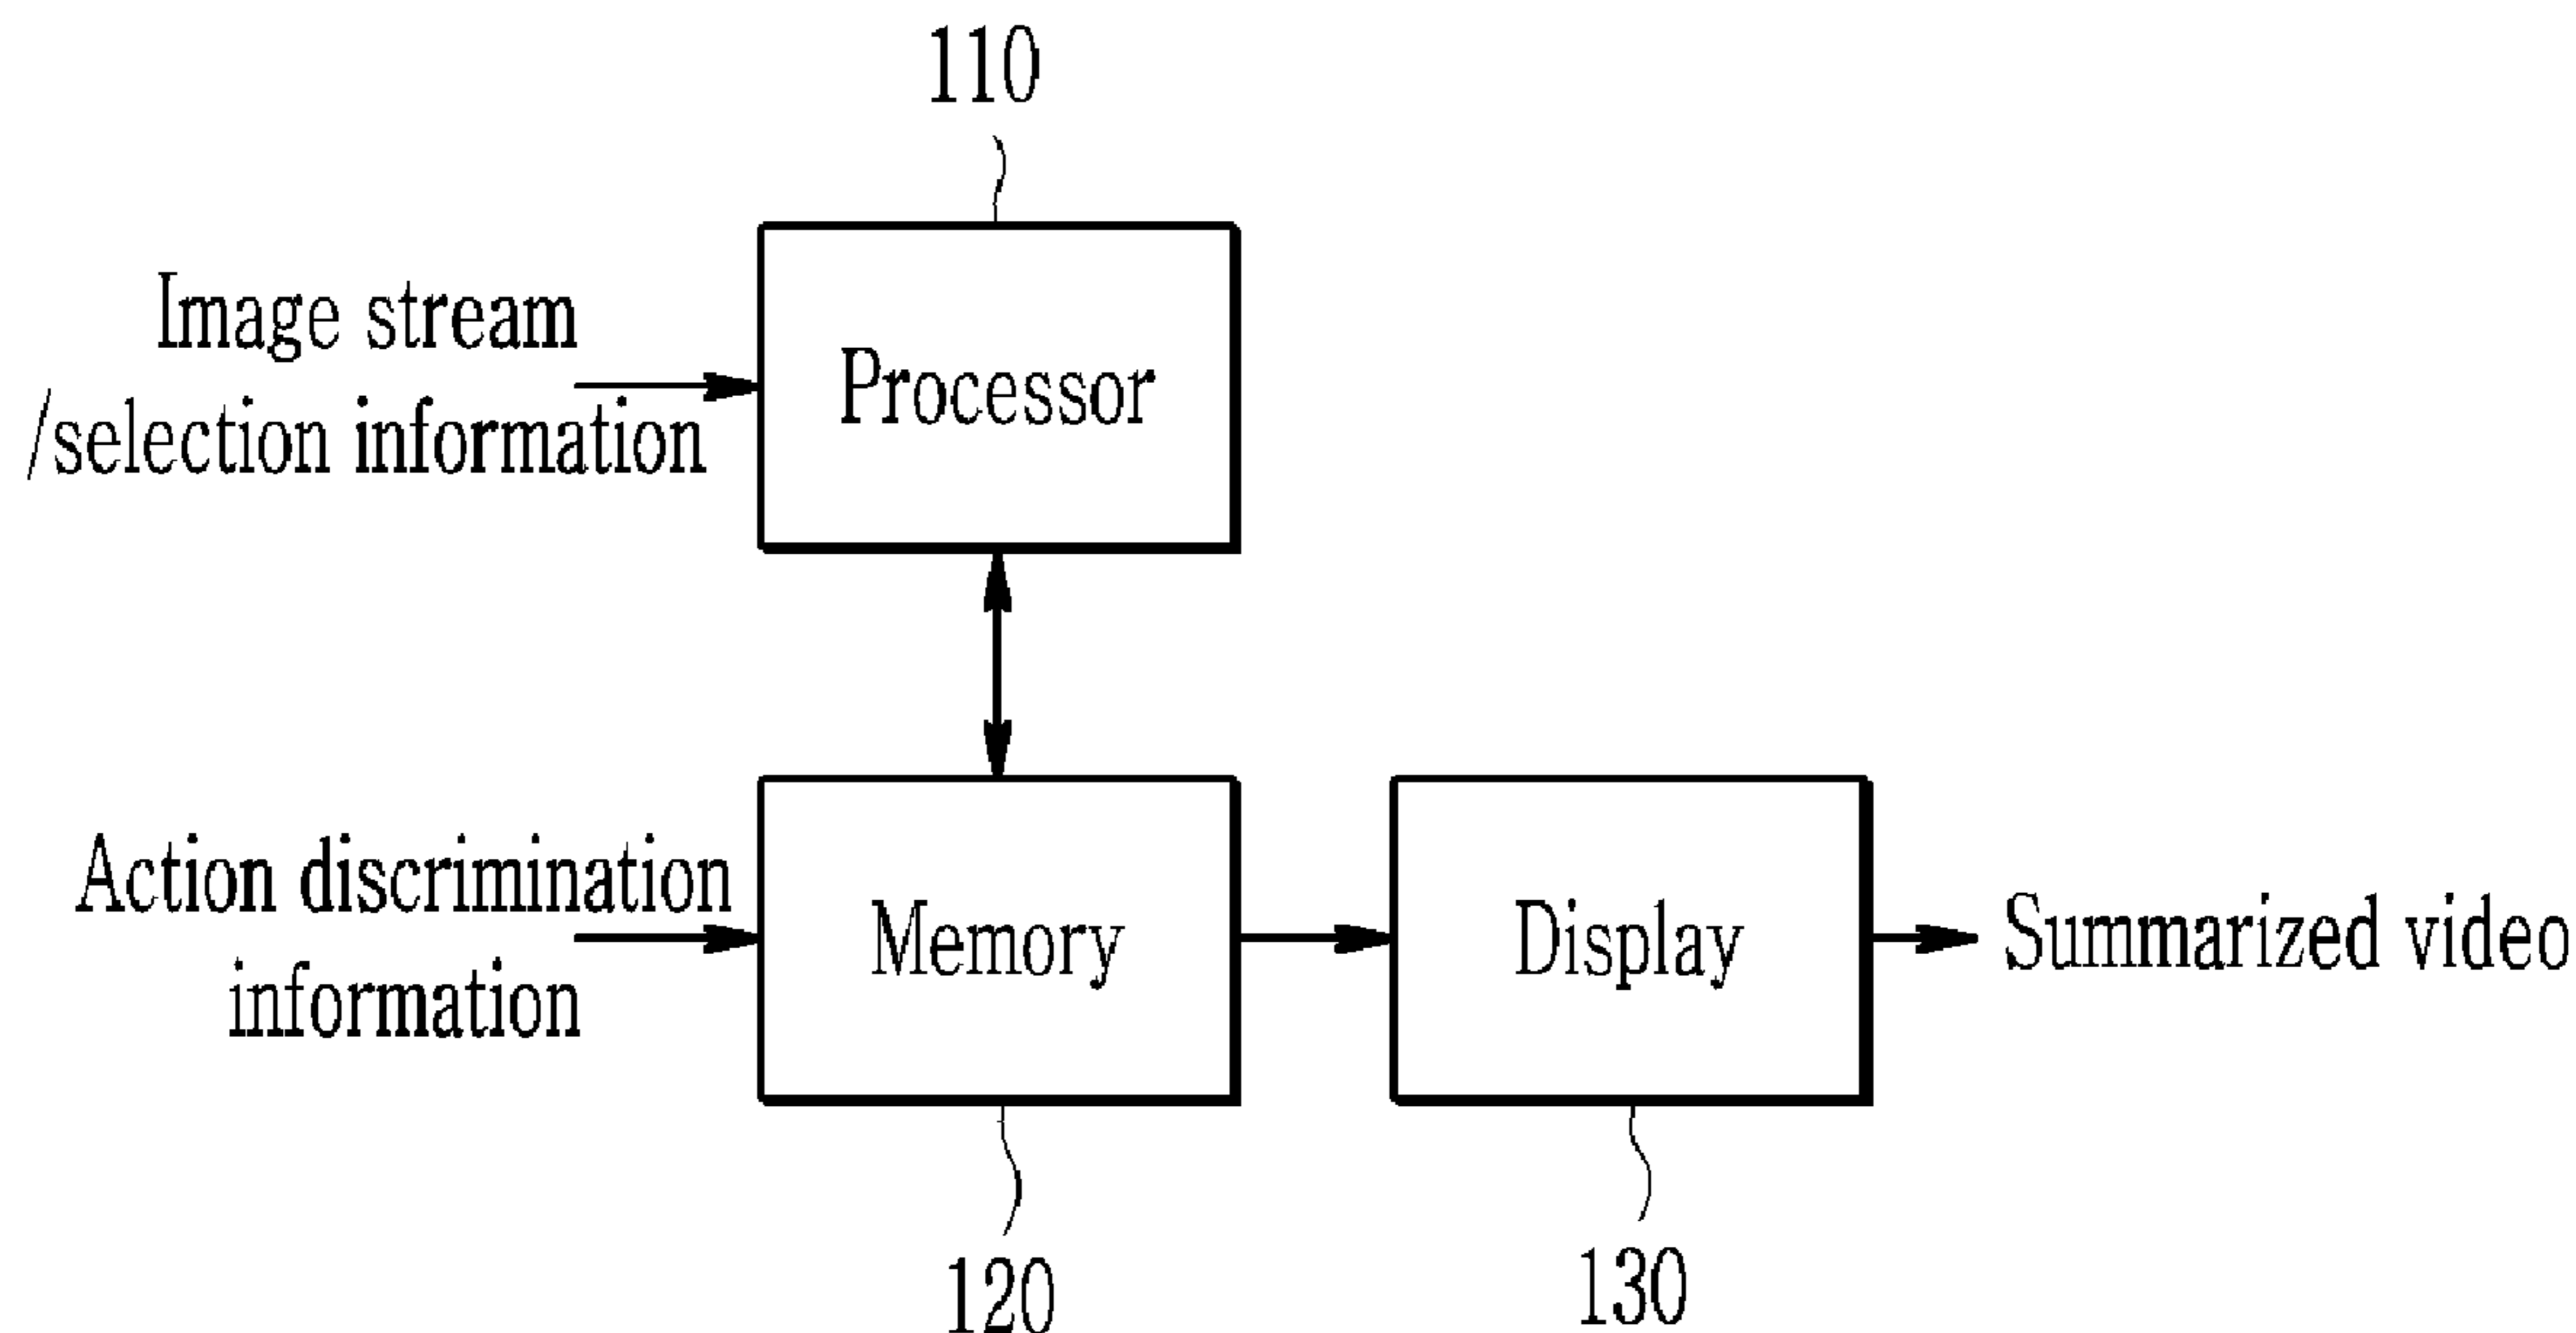 110
Image stream
/selection information
Processor
Action discrimination
information
Memory
Display
Summarized video
120
130